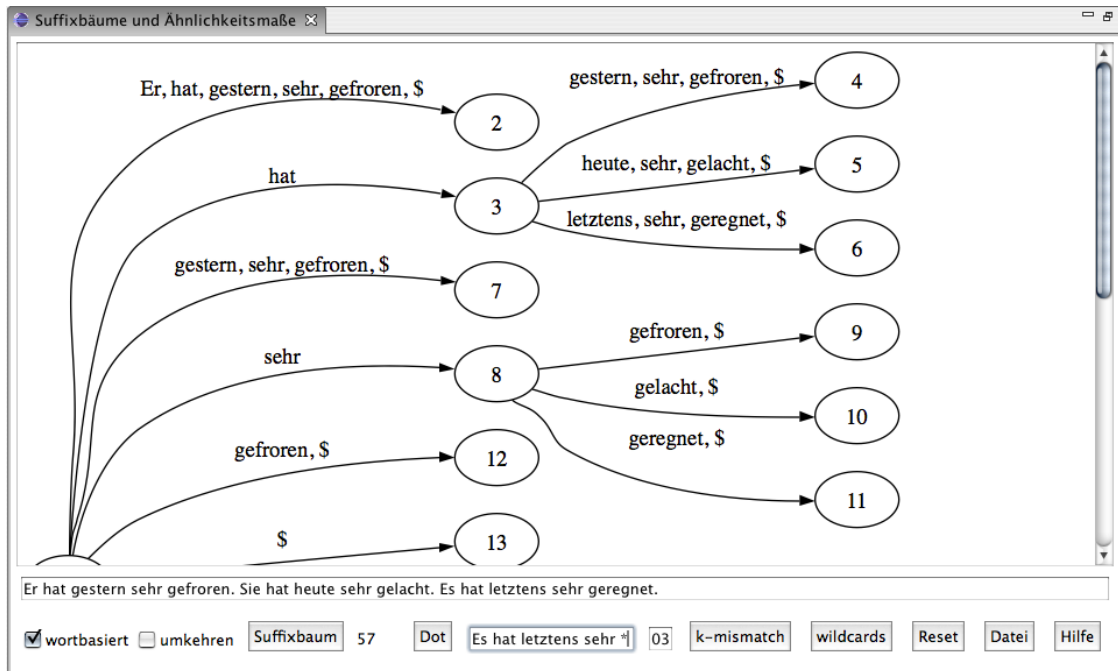 Suffixbäume und Ähnlichkeitsmaße
Er, hat, gestern, sehr, gefroren, $
2
gestern, sehr, gefroren, $
4
hat
3
heute, sehr, gelacht, $
5
letztens, sehr, geregnet, $
6
gestern, sehr, gefroren, $
7
sehr
8
gefroren, $
9
gelacht, $
10
geregnet, $
11
gefroren, $
12
$
13
Er hat gestern sehr gefroren. Sie hat heute sehr gelacht. Es hat letztens sehr geregnet.
wortbasiert umkehren Suffixbaum 57 Dot Es hat letztens sehr * 03 k-mismatch wildcards Reset Datei Hilfe